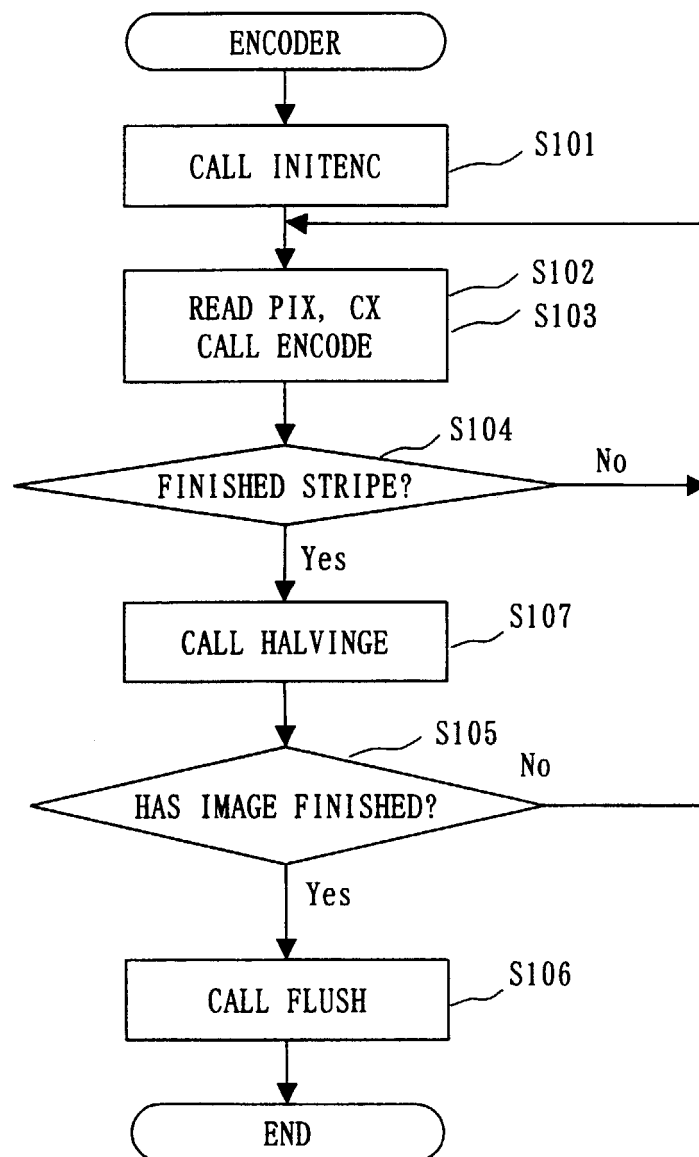 ENCODER
CALL INITENC
S101
READ PIX, CX
S102
CALL ENCODE
S103
S104
FINISHED STRIPE?
No
Yes
CALL HALVINGE
S107
S105
HAS IMAGE FINISHED?
No
Yes
CALL FLUSH
S106
END